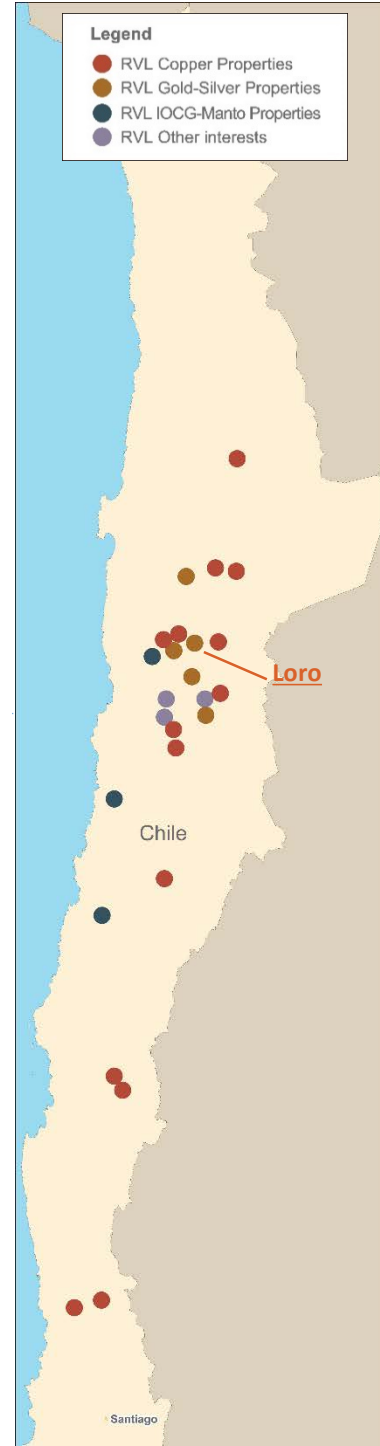 Legend
RVL Copper Properties
RVL Gold-Silver Properties
RVL IOCG-Manto Properties
RVL Other interests
Loro
Chile
Santiago